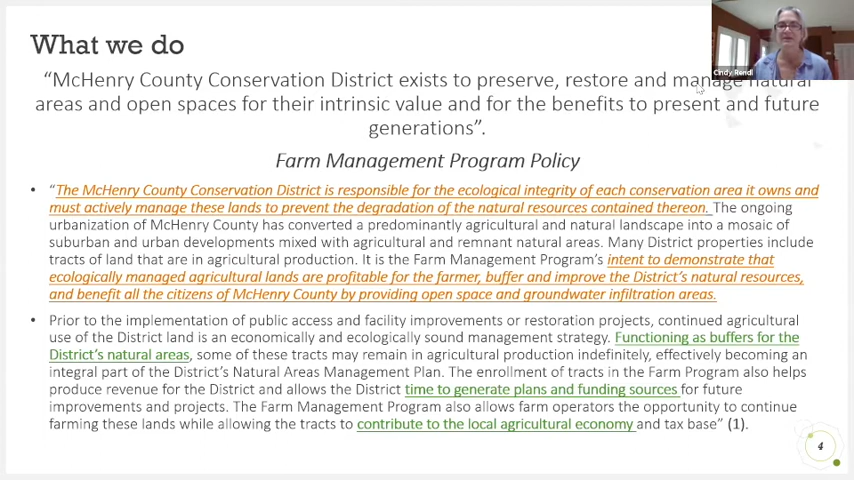 What we do
Cindy Rendl
“McHenry County Conservation District exists to preserve, restore and manage natural
areas and open spaces for their intrinsic value and for the benefits to present and future
generations”.
Farm Management Program Policy
• “The McHenry County Conservation District is responsible for the ecological integrity of each conservation area it owns and
must actively manage these lands to prevent the degradation of the natural resources contained thereon. The ongoing
urbanization of McHenry County has converted a predominantly agricultural and natural landscape into a mosaic of
suburban and urban developments mixed with agricultural and remnant natural areas. Many District properties include
tracts of land that are in agricultural production. It is the Farm Management Program’s intent to demonstrate that
ecologically managed agricultural lands are profitable for the farmer, buffer and improve the District’s natural resources,
and benefit all the citizens of McHenry County by providing open space and groundwater infiltration areas.
• Prior to the implementation of public access and facility improvements or restoration projects, continued agricultural
use of the District land is an economically and ecologically sound management strategy. Functioning as buffers for the
District’s natural areas, some of these tracts may remain in agricultural production indefinitely, effectively becoming an
integral part of the District’s Natural Areas Management Plan. The enrollment of tracts in the Farm Program also helps
produce revenue for the District and allows the District time to generate plans and funding sources for future
improvements and projects. The Farm Management Program also allows farm operators the opportunity to continue
farming these lands while allowing the tracts to contribute to the local agricultural economy and tax base” (1).
4